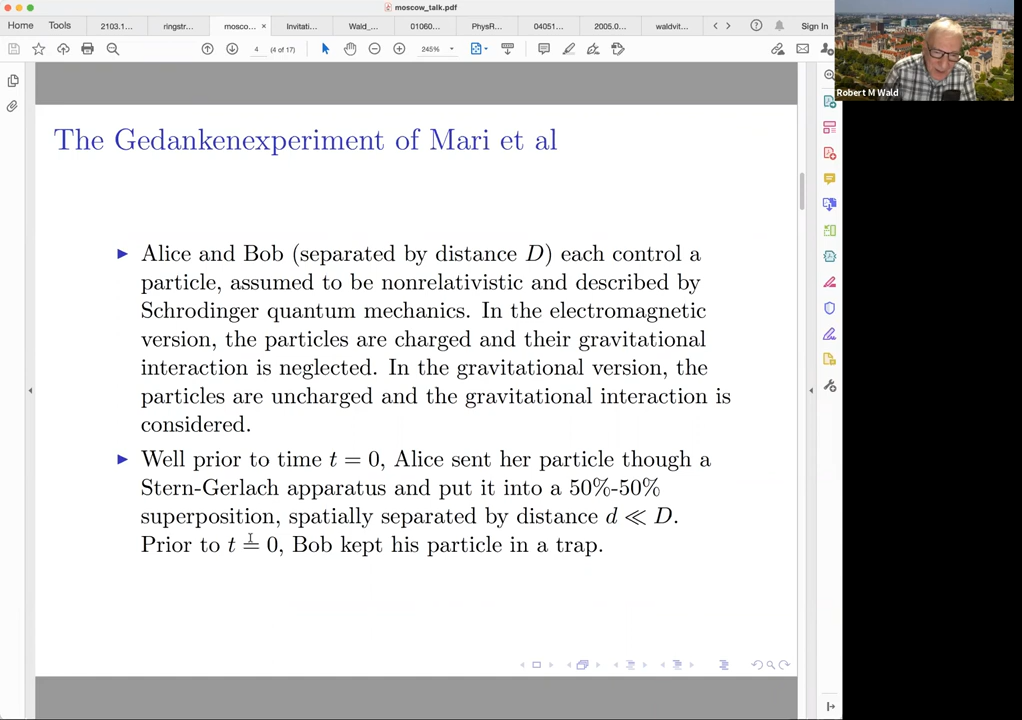 moscow_talk.pdf
Home Tools 2103.1... ringstr... mosco... × Invitati... Wald_... 01060... PhysR... 04051... 2005.0... waldvit... Sign In
4 (4 of 17) 245%
Robert M Wald
The Gedankenexperiment of Mari et al
Alice and Bob (separated by distance D) each control a
particle, assumed to be nonrelativistic and described by
Schrodinger quantum mechanics. In the electromagnetic
version, the particles are charged and their gravitational
interaction is neglected. In the gravitational version, the
particles are uncharged and the gravitational interaction is
considered.
Well prior to time t = 0, Alice sent her particle though a
Stern-Gerlach apparatus and put it into a 50%-50%
superposition, spatially separated by distance d ≪ D.
Prior to t = 0, Bob kept his particle in a trap.